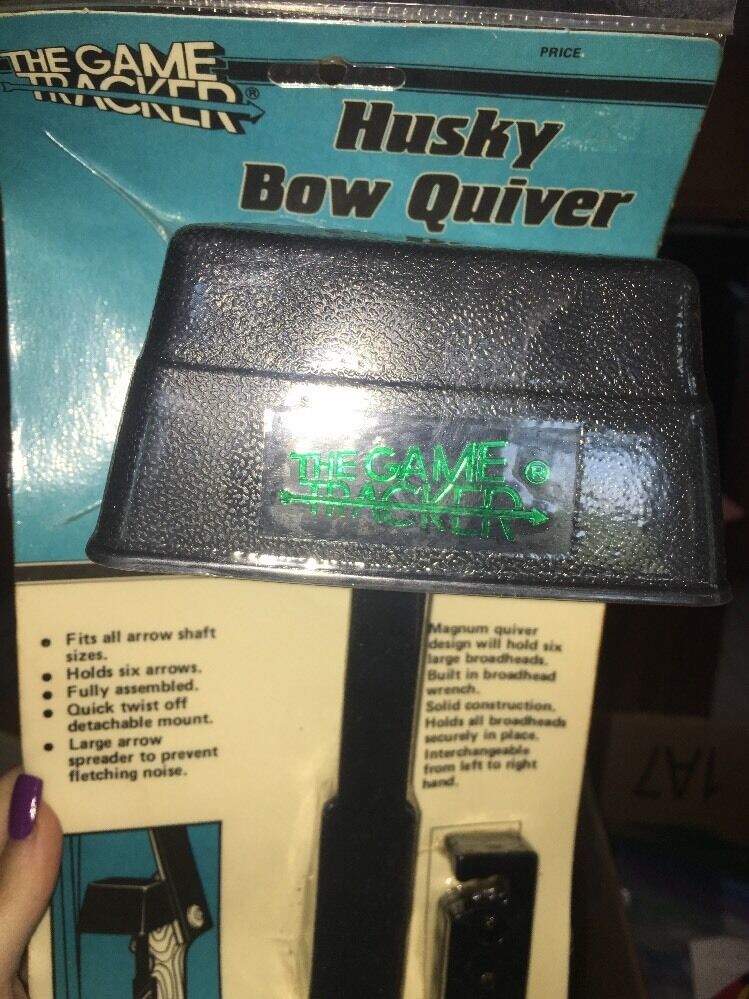 PRICE
THE GAME
TRACKER®
Husky
Bow Quiver
THE GAME ®
TRACKER
• Fits all arrow shaft
sizes.
• Holds six arrows.
• Fully assembled.
• Quick twist off
detachable mount.
• Large arrow
spreader to prevent
fletching noise.
Magnum quiver
design will hold six
large broadheads.
Built in broadhead
wrench.
Solid construction.
Holds all broadheads
securely in place.
Interchangeable
from left to right
hand.
1A7